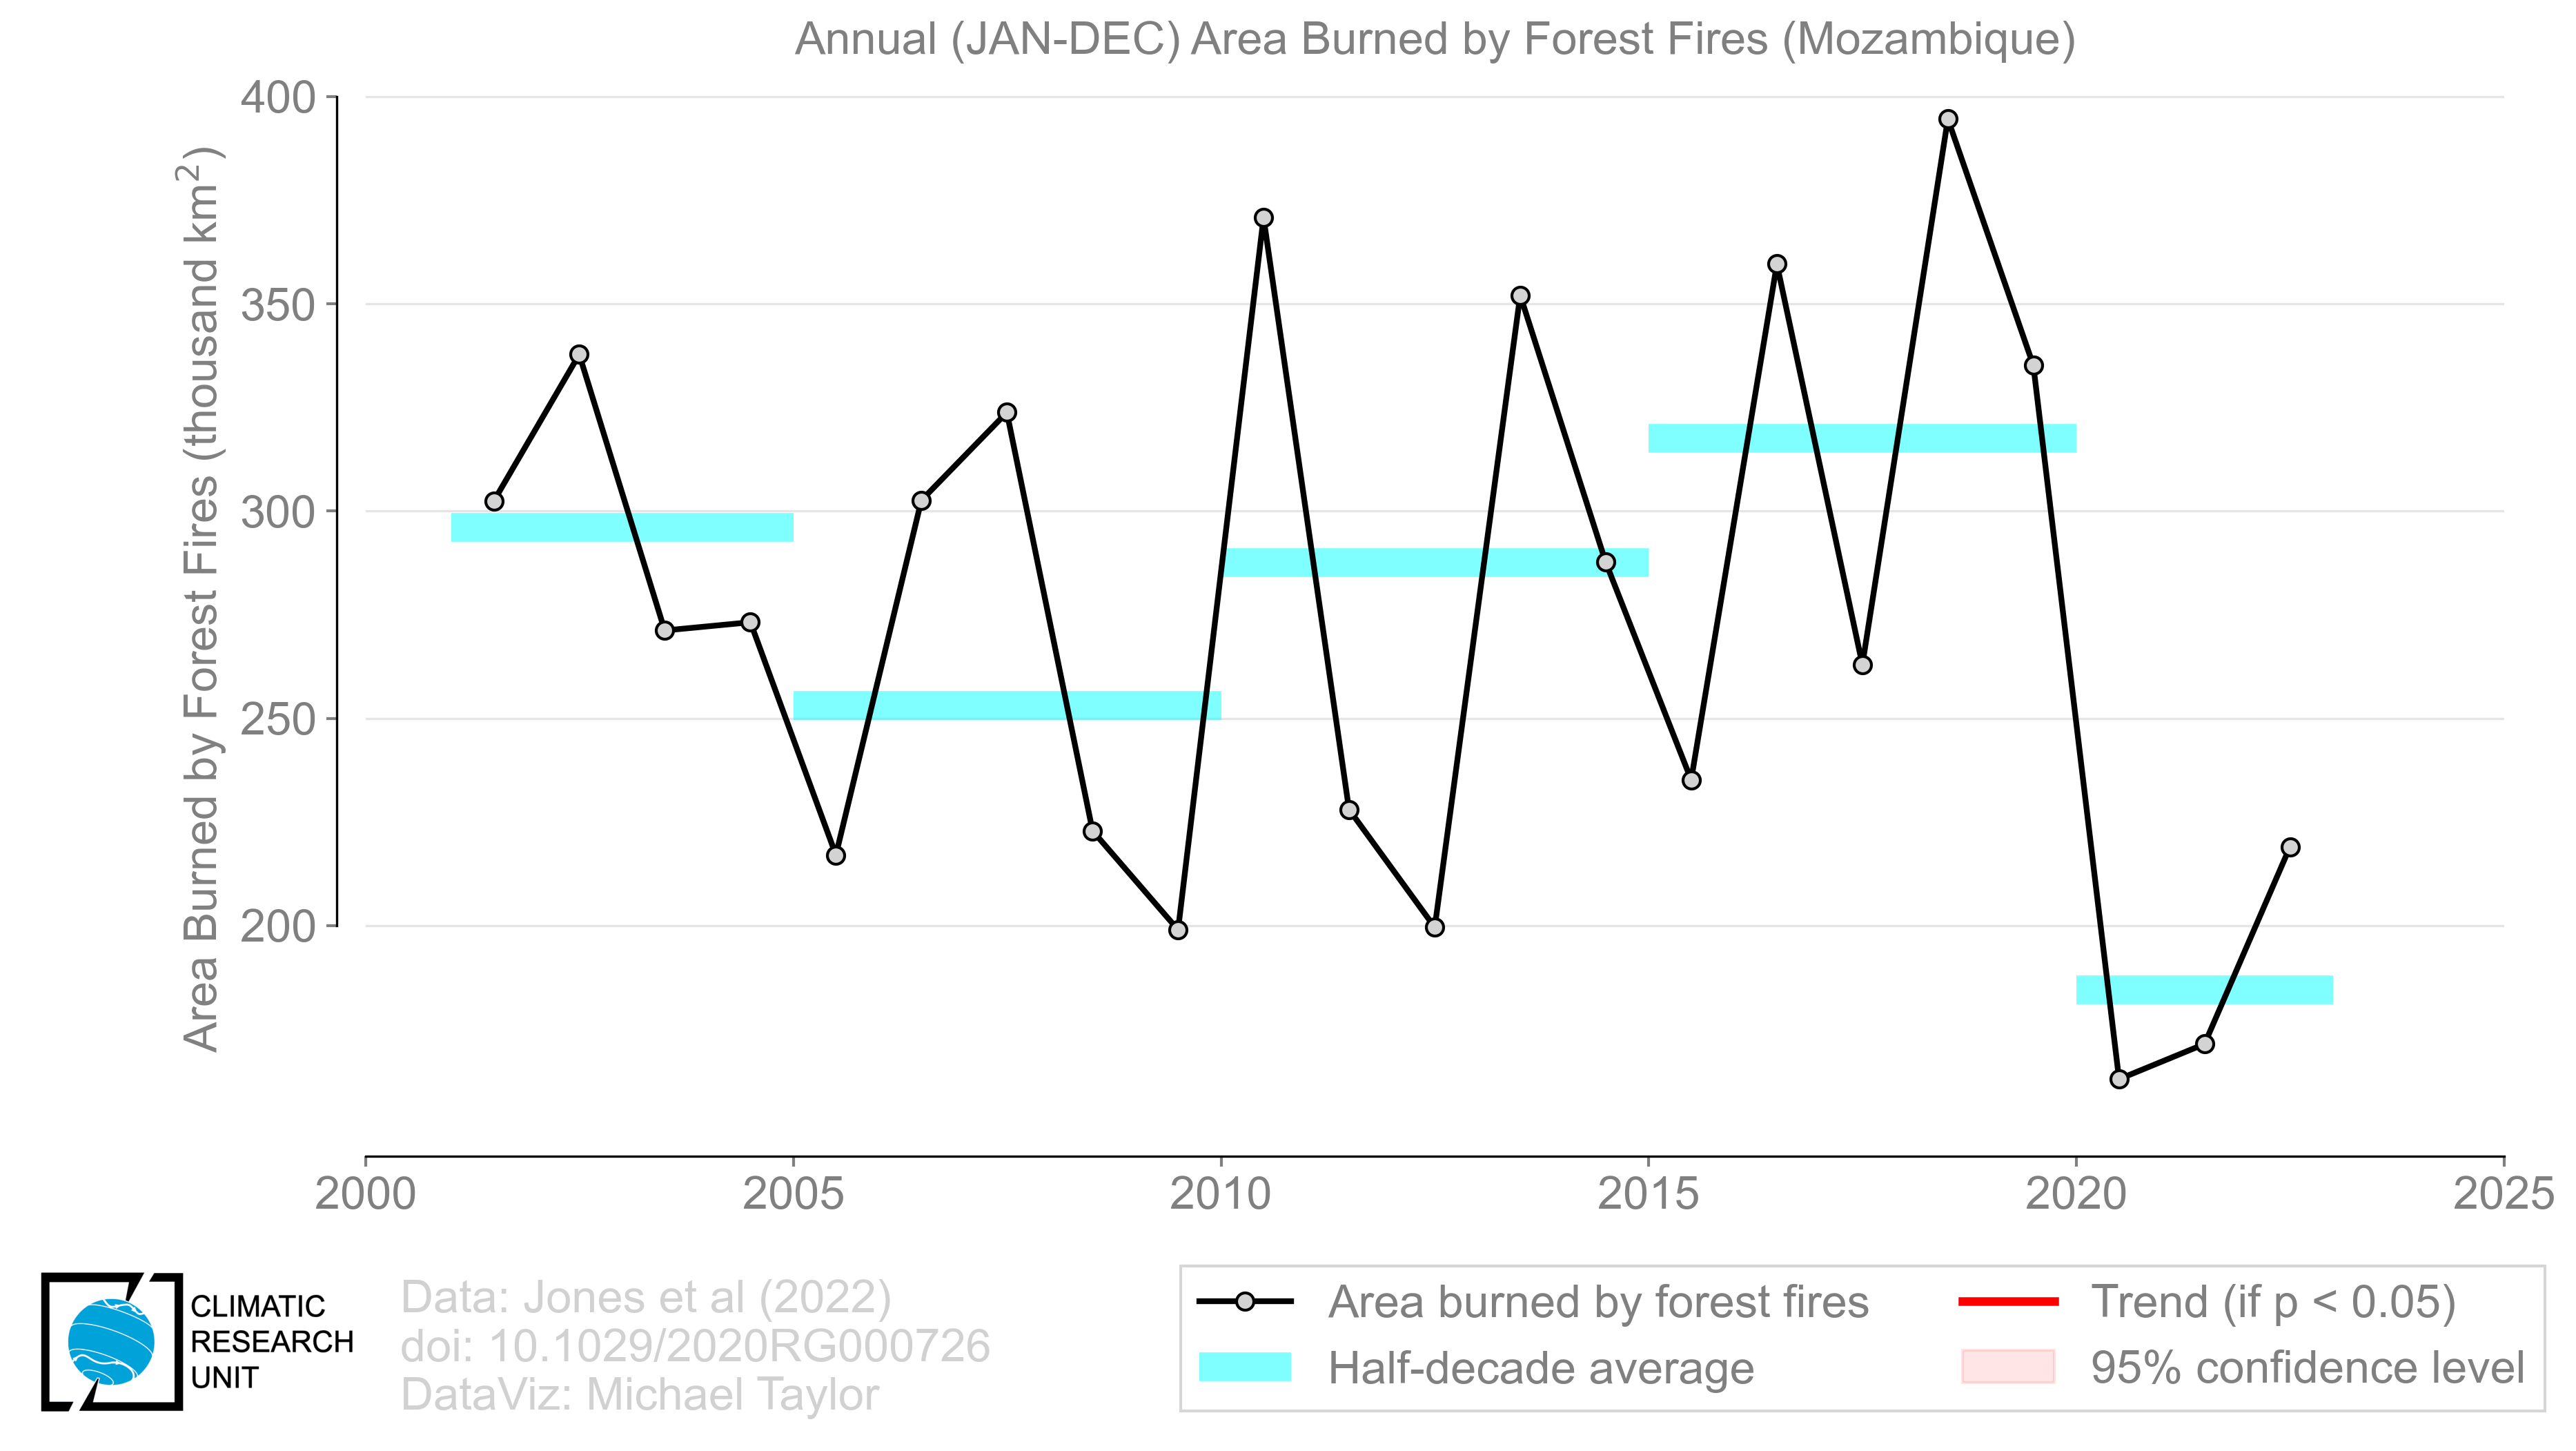 Annual (JAN-DEC) Area Burned by Forest Fires (Mozambique)
Area Burned by Forest Fires (thousand km²)
400
350
300
250
200
2000 2005 2010 2015 2020 2025
CLIMATIC
RESEARCH
UNIT
Data: Jones et al (2022)
doi: 10.1029/2020RG000726
DataViz: Michael Taylor
Area burned by forest fires
Half-decade average
Trend (if p < 0.05)
95% confidence level